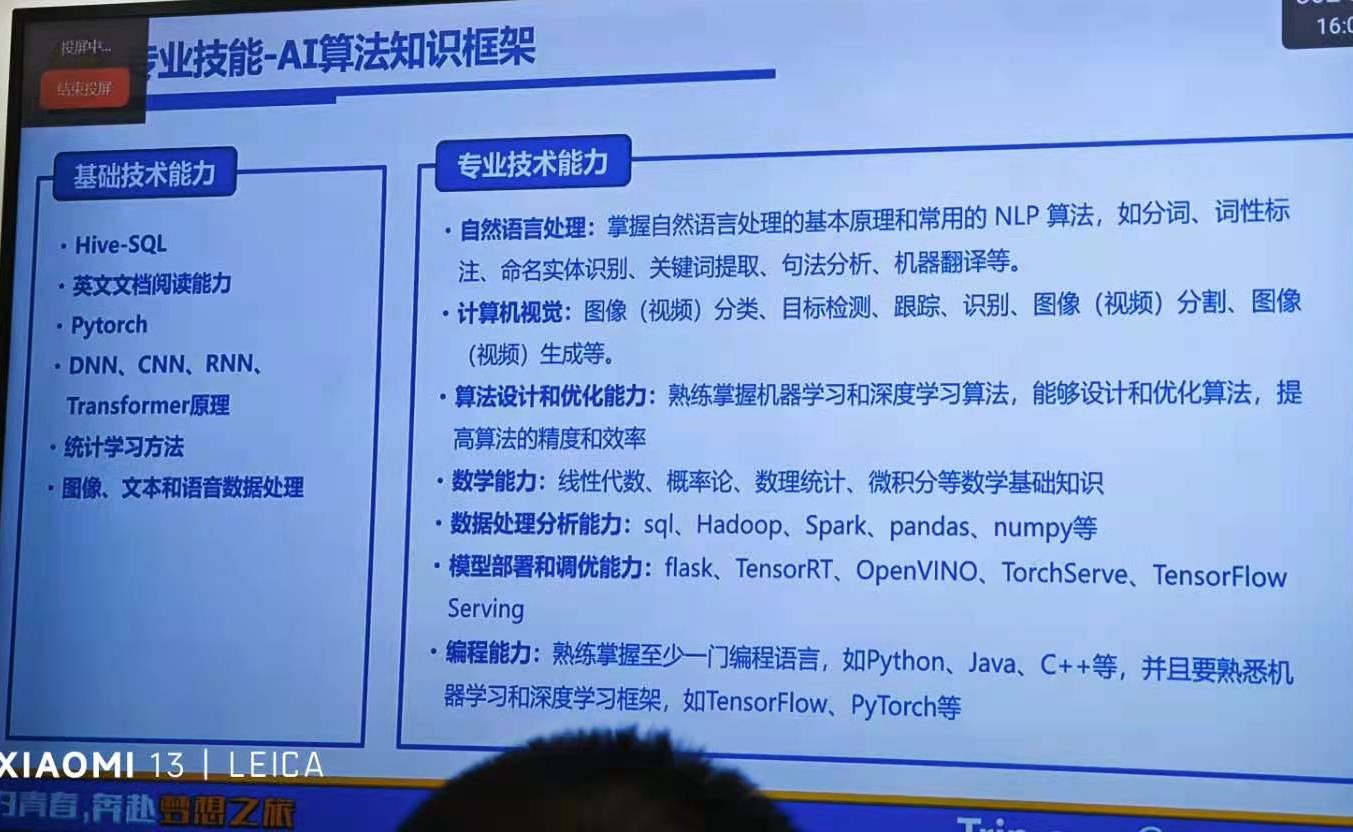 投屏中...
结束投屏
16:0
专业技能-AI算法知识框架
基础技术能力
· Hive-SQL
· 英文文档阅读能力
· Pytorch
· DNN、CNN、RNN、
Transformer原理
· 统计学习方法
· 图像、文本和语音数据处理
专业技术能力
· 自然语言处理：掌握自然语言处理的基本原理和常用的 NLP 算法，如分词、词性标
注、命名实体识别、关键词提取、句法分析、机器翻译等。
· 计算机视觉：图像（视频）分类、目标检测、跟踪、识别、图像（视频）分割、图像
（视频）生成等。
· 算法设计和优化能力：熟练掌握机器学习和深度学习算法，能够设计和优化算法，提
高算法的精度和效率
· 数学能力：线性代数、概率论、数理统计、微积分等数学基础知识
· 数据处理分析能力：sql、Hadoop、Spark、pandas、numpy等
· 模型部署和调优能力：flask、TensorRT、OpenVINO、TorchServe、TensorFlow
Serving
· 编程能力：熟练掌握至少一门编程语言，如Python、Java、C++等，并且要熟悉机
器学习和深度学习框架，如TensorFlow、PyTorch等
XIAOMI 13 | LEICA
青春,奔赴梦想之旅